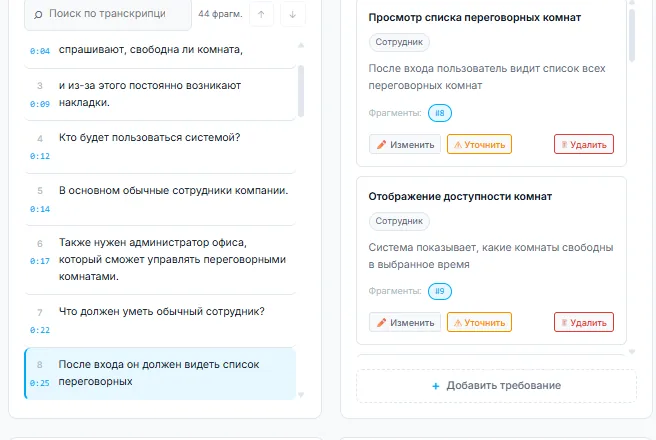 Поиск по транскрипци
44 фрагм.
0:04 спрашивают, свободна ли комната,
3 и из-за этого постоянно возникают
0:09 накладки.
4 Кто будет пользоваться системой?
0:12
5 В основном обычные сотрудники компании.
0:14
6 Также нужен администратор офиса,
0:17 который сможет управлять переговорными
комнатами.
7 Что должен уметь обычный сотрудник?
0:22
8 После входа он должен видеть список
0:25 переговорных
Просмотр списка переговорных комнат
Сотрудник
После входа пользователь видит список всех
переговорных комнат
Фрагменты: #8
Изменить Уточнить Удалить
Отображение доступности комнат
Сотрудник
Система показывает, какие комнаты свободны
в выбранное время
Фрагменты: #9
Изменить Уточнить Удалить
+ Добавить требование